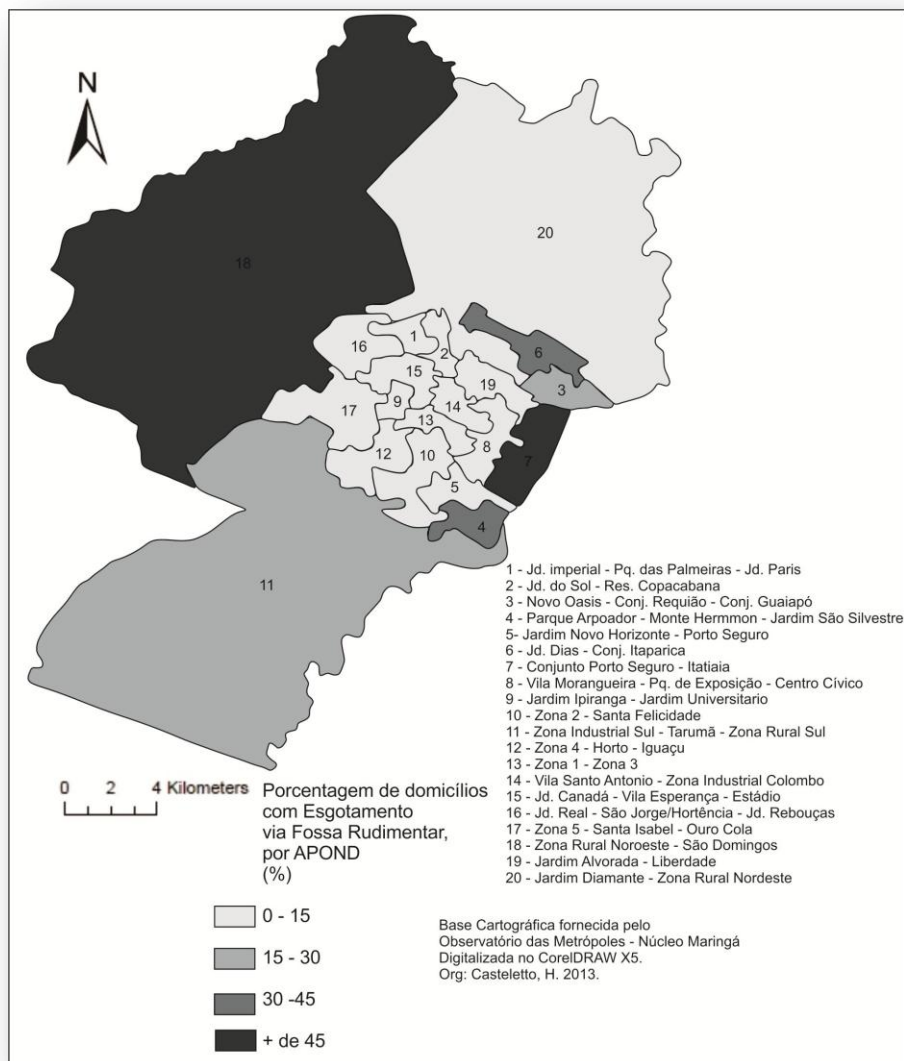 N
18
20
16
1
2
6
15
19
3
9
14
17
13
8
7
12
10
5
4
11
1 - Jd. imperial - Pq. das Palmeiras - Jd. Paris
2 - Jd. do Sol - Res. Copacabana
3 - Novo Oasis - Conj. Requião - Conj. Guaiapó
4 - Parque Arpoador - Monte Hermmon - Jardim São Silvestre
5- Jardim Novo Horizonte - Porto Seguro
6 - Jd. Dias - Conj. Itaparica
7 - Conjunto Porto Seguro - Itatiaia
8 - Vila Morangueira - Pq. de Exposição - Centro Cívico
9 - Jardim Ipiranga - Jardim Universitario
10 - Zona 2 - Santa Felicidade
11 - Zona Industrial Sul - Tarumã - Zona Rural Sul
12 - Zona 4 - Horto - Iguaçu
13 - Zona 1 - Zona 3
14 - Vila Santo Antonio - Zona Industrial Colombo
15 - Jd. Canadá - Vila Esperança - Estádio
16 - Jd. Real - São Jorge/Hortência - Jd. Rebouças
17 - Zona 5 - Santa Isabel - Ouro Cola
18 - Zona Rural Noroeste - São Domingos
19 - Jardim Alvorada - Liberdade
20 - Jardim Diamante - Zona Rural Nordeste
0 2 4 Kilometers
Porcentagem de domicílios
com Esgotamento
via Fossa Rudimentar,
por APOND
(%)
0 - 15
15 - 30
30 -45
+ de 45
Base Cartográfica fornecida pelo
Observatório das Metrópoles - Núcleo Maringá
Digitalizada no CorelDRAW X5.
Org: Casteletto, H. 2013.